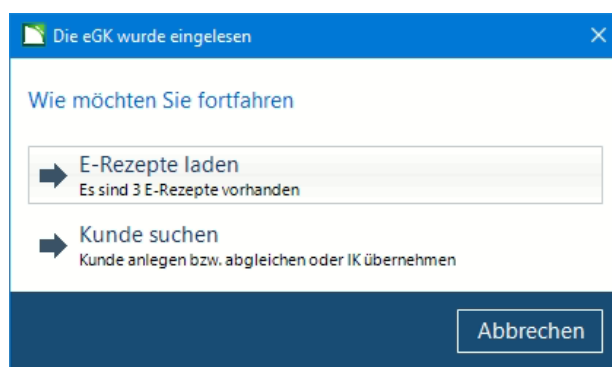 Die eGK wurde eingelesen
Wie möchten Sie fortfahren
E-Rezepte laden
Es sind 3 E-Rezepte vorhanden
Kunde suchen
Kunde anlegen bzw. abgleichen oder IK übernehmen
Abbrechen